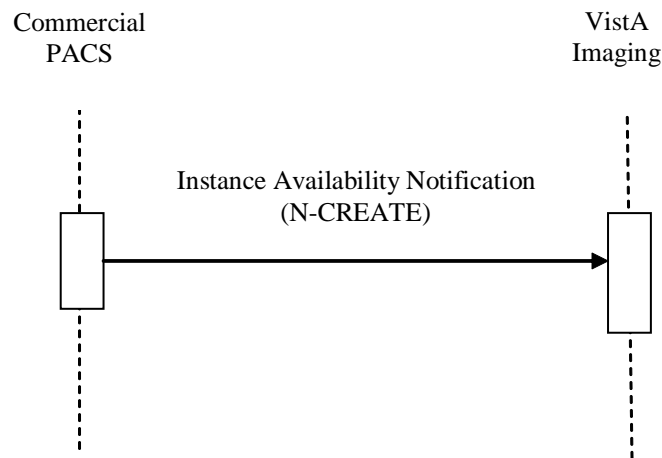 Commercial
PACS
VistA
Imaging
Instance Availability Notification
(N-CREATE)